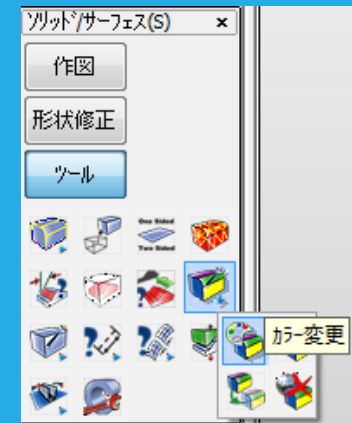 ｿﾘｯﾄﾞ/サーフェス(S)
作図
形状修正
ツール
One Sided
Two Sided
ｶﾗｰ変更